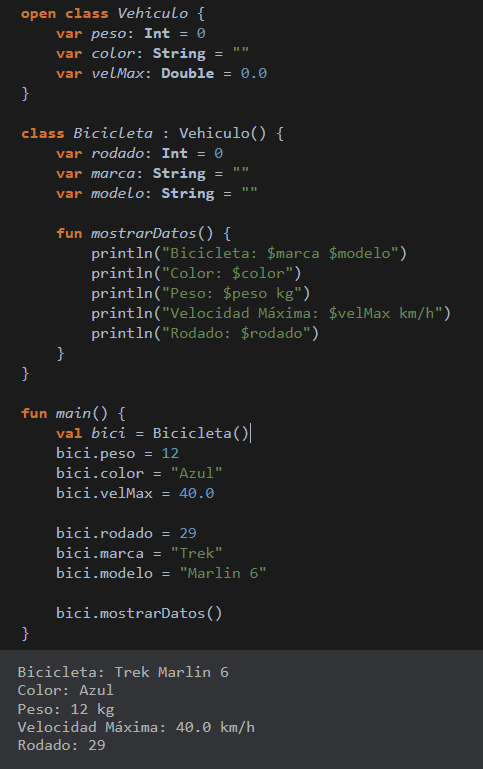 open class Vehiculo {
    var peso: Int = 0
    var color: String = ""
    var velMax: Double = 0.0
}

class Bicicleta : Vehiculo() {
    var rodado: Int = 0
    var marca: String = ""
    var modelo: String = ""

    fun mostrarDatos() {
        println("Bicicleta: $marca $modelo")
        println("Color: $color")
        println("Peso: $peso kg")
        println("Velocidad Máxima: $velMax km/h")
        println("Rodado: $rodado")
    }
}

fun main() {
    val bici = Bicicleta()
    bici.peso = 12
    bici.color = "Azul"
    bici.velMax = 40.0

    bici.rodado = 29
    bici.marca = "Trek"
    bici.modelo = "Marlin 6"

    bici.mostrarDatos()
}
Bicicleta: Trek Marlin 6
Color: Azul
Peso: 12 kg
Velocidad Máxima: 40.0 km/h
Rodado: 29